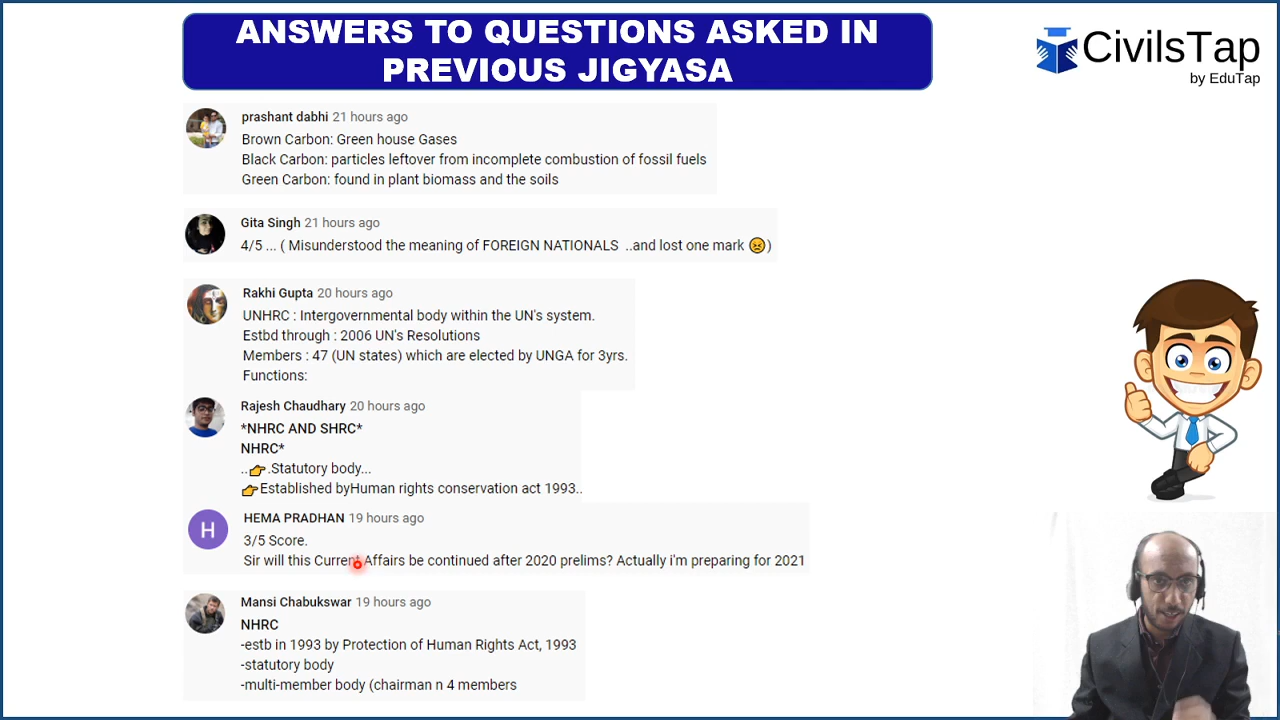 ANSWERS TO QUESTIONS ASKED IN
PREVIOUS JIGYASA
CivilsTap
by EduTap
prashant dabhi 21 hours ago
Brown Carbon: Green house Gases
Black Carbon: particles leftover from incomplete combustion of fossil fuels
Green Carbon: found in plant biomass and the soils
Gita Singh 21 hours ago
4/5 ... ( Misunderstood the meaning of FOREIGN NATIONALS ..and lost one mark 😣)
Rakhi Gupta 20 hours ago
UNHRC : Intergovernmental body within the UN's system.
Estbd through : 2006 UN's Resolutions
Members : 47 (UN states) which are elected by UNGA for 3yrs.
Functions:
Rajesh Chaudhary 20 hours ago
*NHRC AND SHRC*
NHRC*
..👉.Statutory body...
👉Established byHuman rights conservation act 1993..
H
HEMA PRADHAN 19 hours ago
3/5 Score.
Sir will this Current Affairs be continued after 2020 prelims? Actually i'm preparing for 2021
Mansi Chabukswar 19 hours ago
NHRC
-estb in 1993 by Protection of Human Rights Act, 1993
-statutory body
-multi-member body (chairman n 4 members